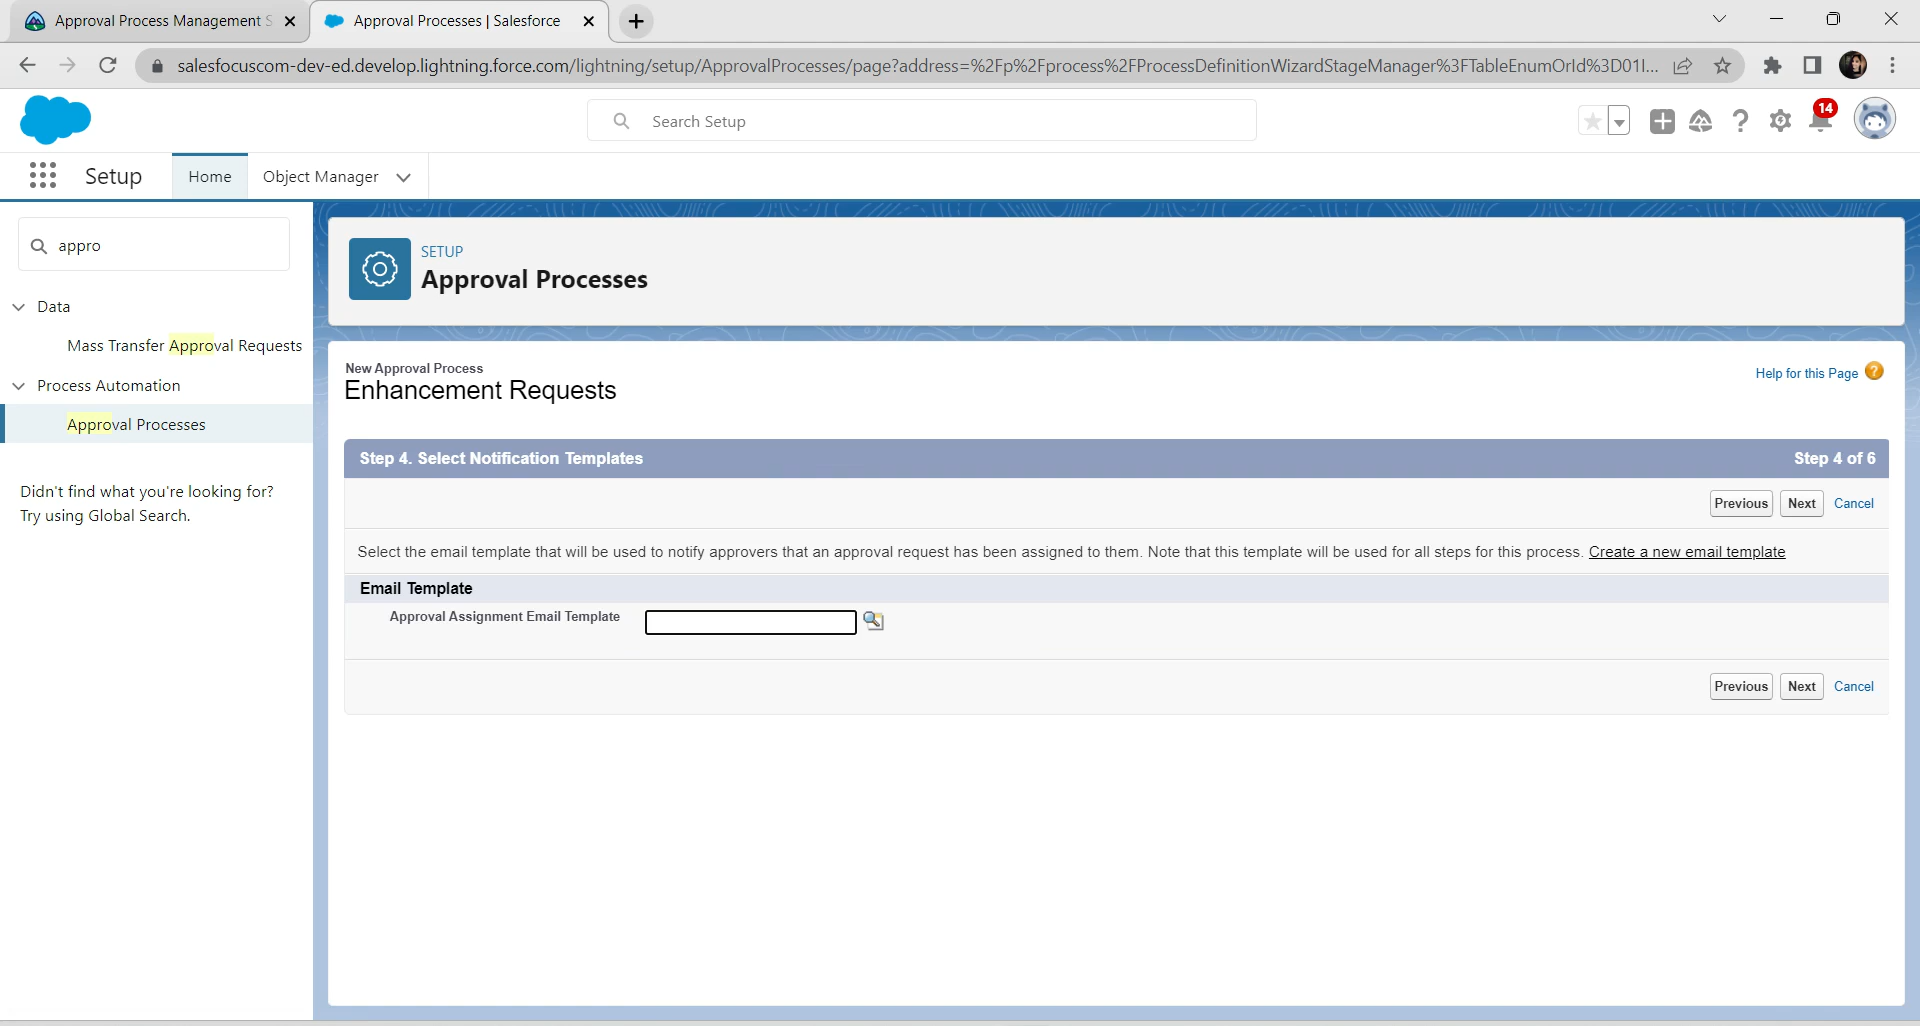 Approval Process Management S
Approval Processes | Salesforce
salesfocuscom-dev-ed.develop.lightning.force.com/lightning/setup/ApprovalProcesses/page?address=%2Fp%2Fprocess%2FProcessDefinitionWizardStageManager%3FTableEnumOrId%3D01I...
Search Setup
14
Setup
Home
Object Manager
appro
Data
Mass Transfer Approval Requests
Process Automation
Approval Processes
Didn't find what you're looking for?
Try using Global Search.
SETUP
Approval Processes
New Approval Process
Enhancement Requests
Help for this Page ?
Step 4. Select Notification Templates
Step 4 of 6
Previous Next Cancel
Select the email template that will be used to notify approvers that an approval request has been assigned to them. Note that this template will be used for all steps for this process. Create a new email template
Email Template
Approval Assignment Email Template
Previous Next Cancel